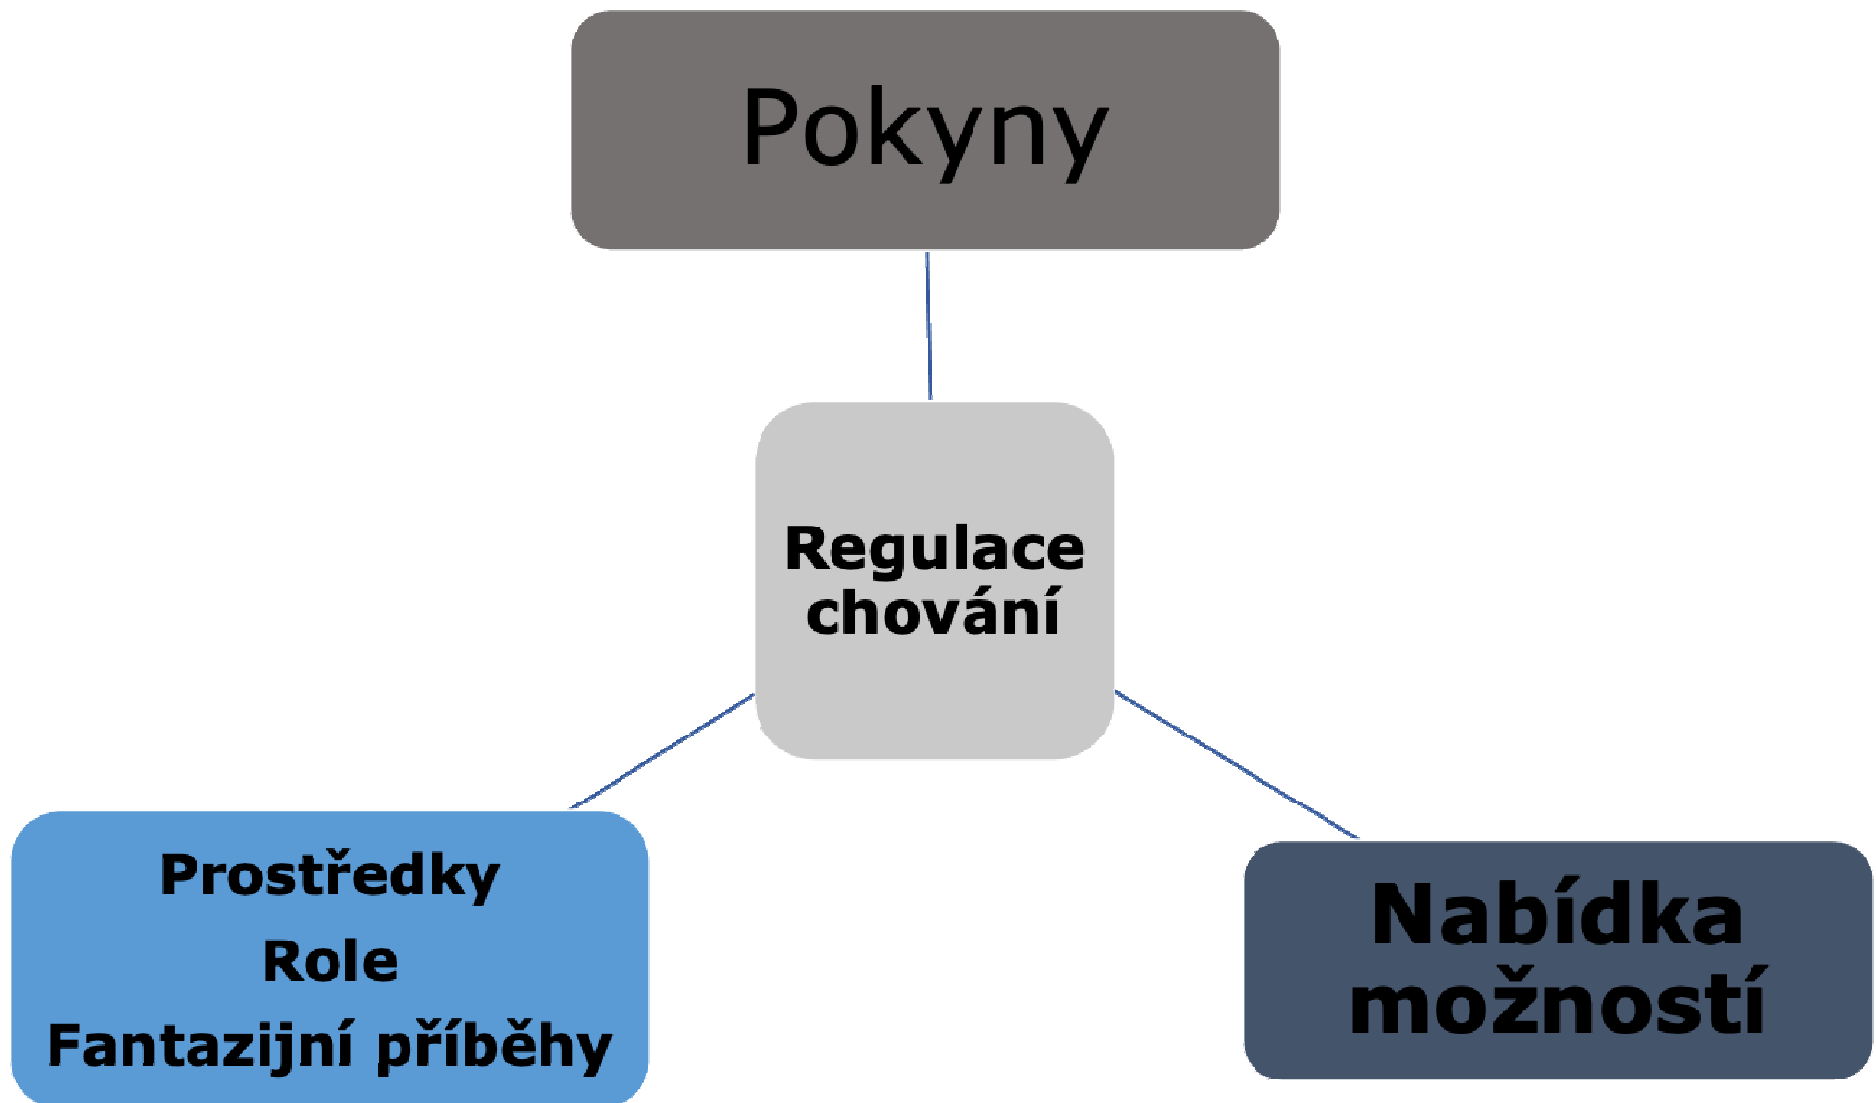 Pokyny
Regulace
chování
Prostředky
Role
Fantazijní příběhy
Nabídka
možností